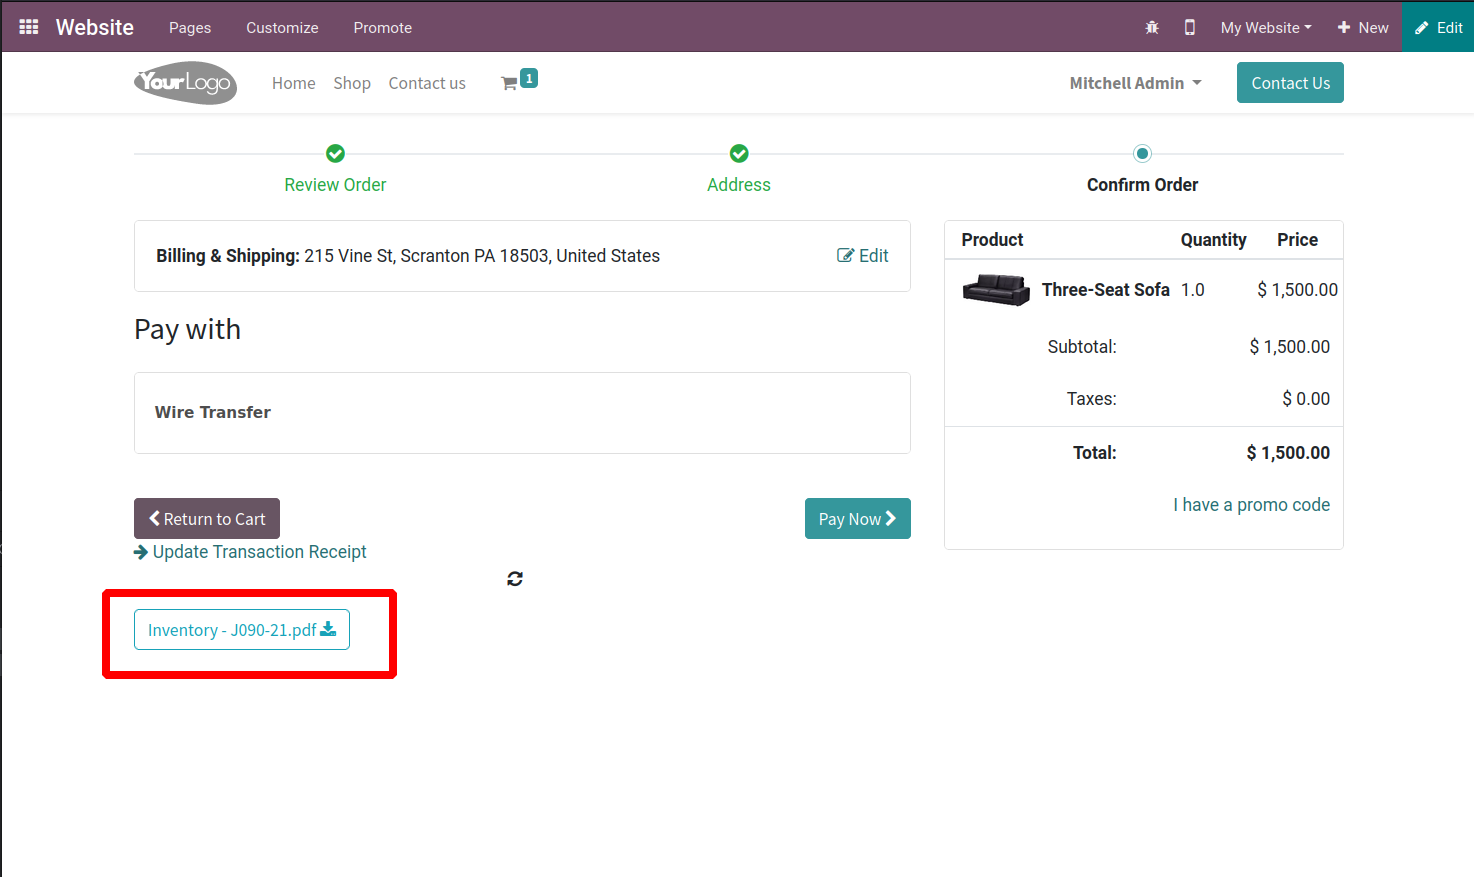 Website Pages Customize Promote My Website New Edit
YourLogo Home Shop Contact us 1 Mitchell Admin Contact Us
Review Order Address Confirm Order
Billing & Shipping: 215 Vine St, Scranton PA 18503, United States Edit
Pay with
Wire Transfer
Return to Cart Pay Now
Update Transaction Receipt
Inventory - J090-21.pdf
Product Quantity Price
Three-Seat Sofa 1.0 $ 1,500.00
Subtotal: $ 1,500.00
Taxes: $ 0.00
Total: $ 1,500.00
I have a promo code